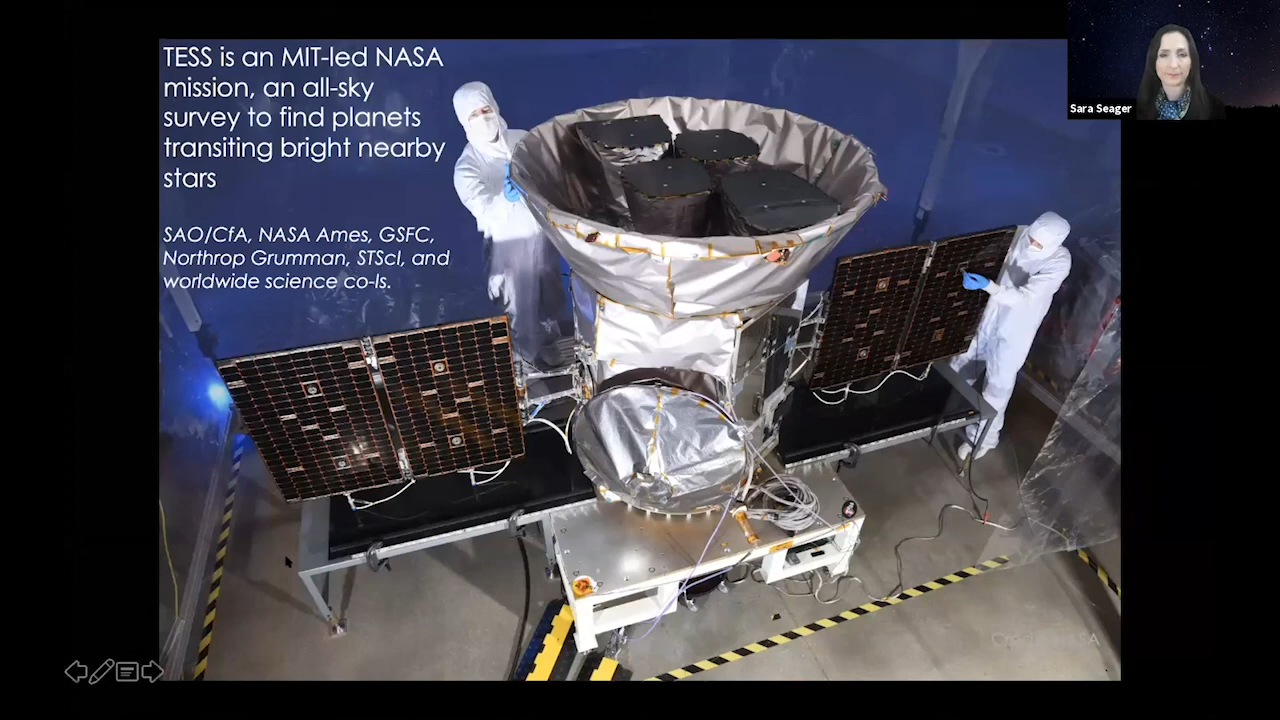 TESS is an MIT-led NASA
mission, an all-sky
survey to find planets
transiting bright nearby
stars
SAO/CfA, NASA Ames, GSFC,
Northrop Grumman, STScI, and
worldwide science co-Is.
Sara Seager